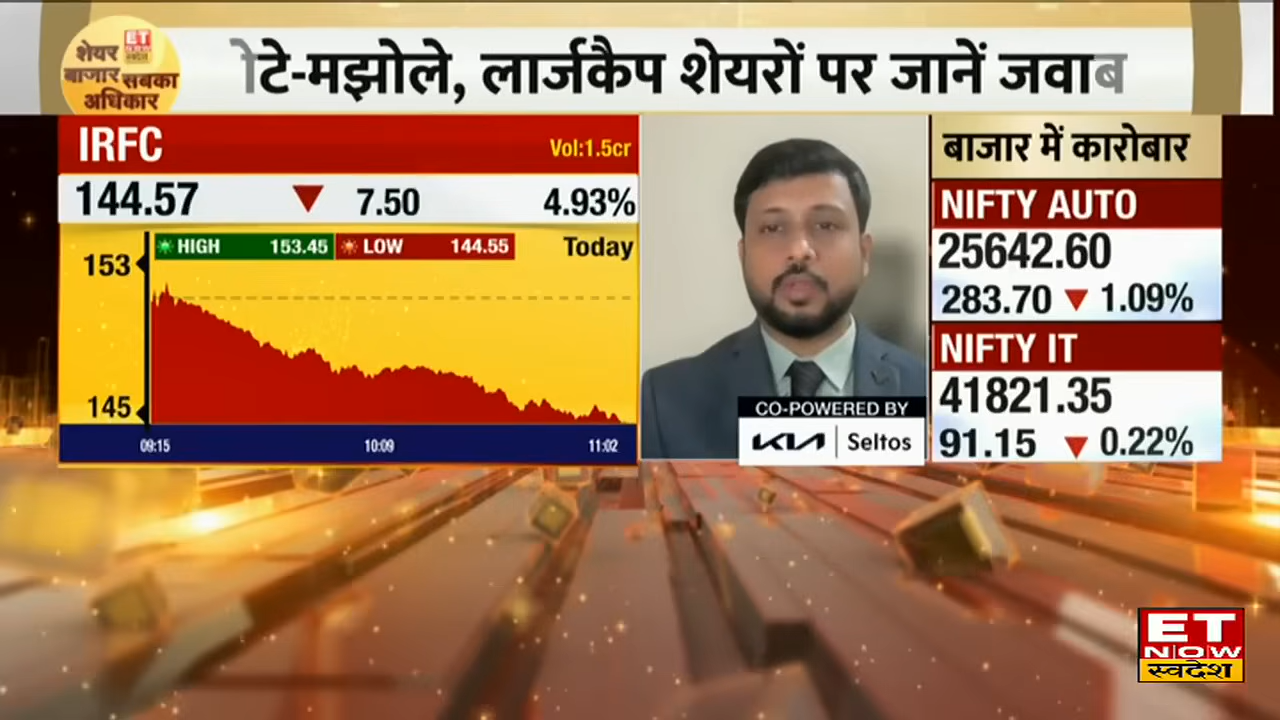 शेयर
बाजार सबका
अधिकार
ET
NOW
स्वदेश
टे-मझोले, लार्जकैप शेयरों पर जानें जवाब
IRFC
Vol:1.5cr
144.57 ▼ 7.50 4.93%
HIGH 153.45 LOW 144.55 Today
153
145
09:15 10:09 11:02
CO-POWERED BY
KIA Seltos
बाजार में कारोबार
NIFTY AUTO
25642.60
283.70 ▼ 1.09%
NIFTY IT
41821.35
91.15 ▼ 0.22%
ET
NOW
स्वदेश